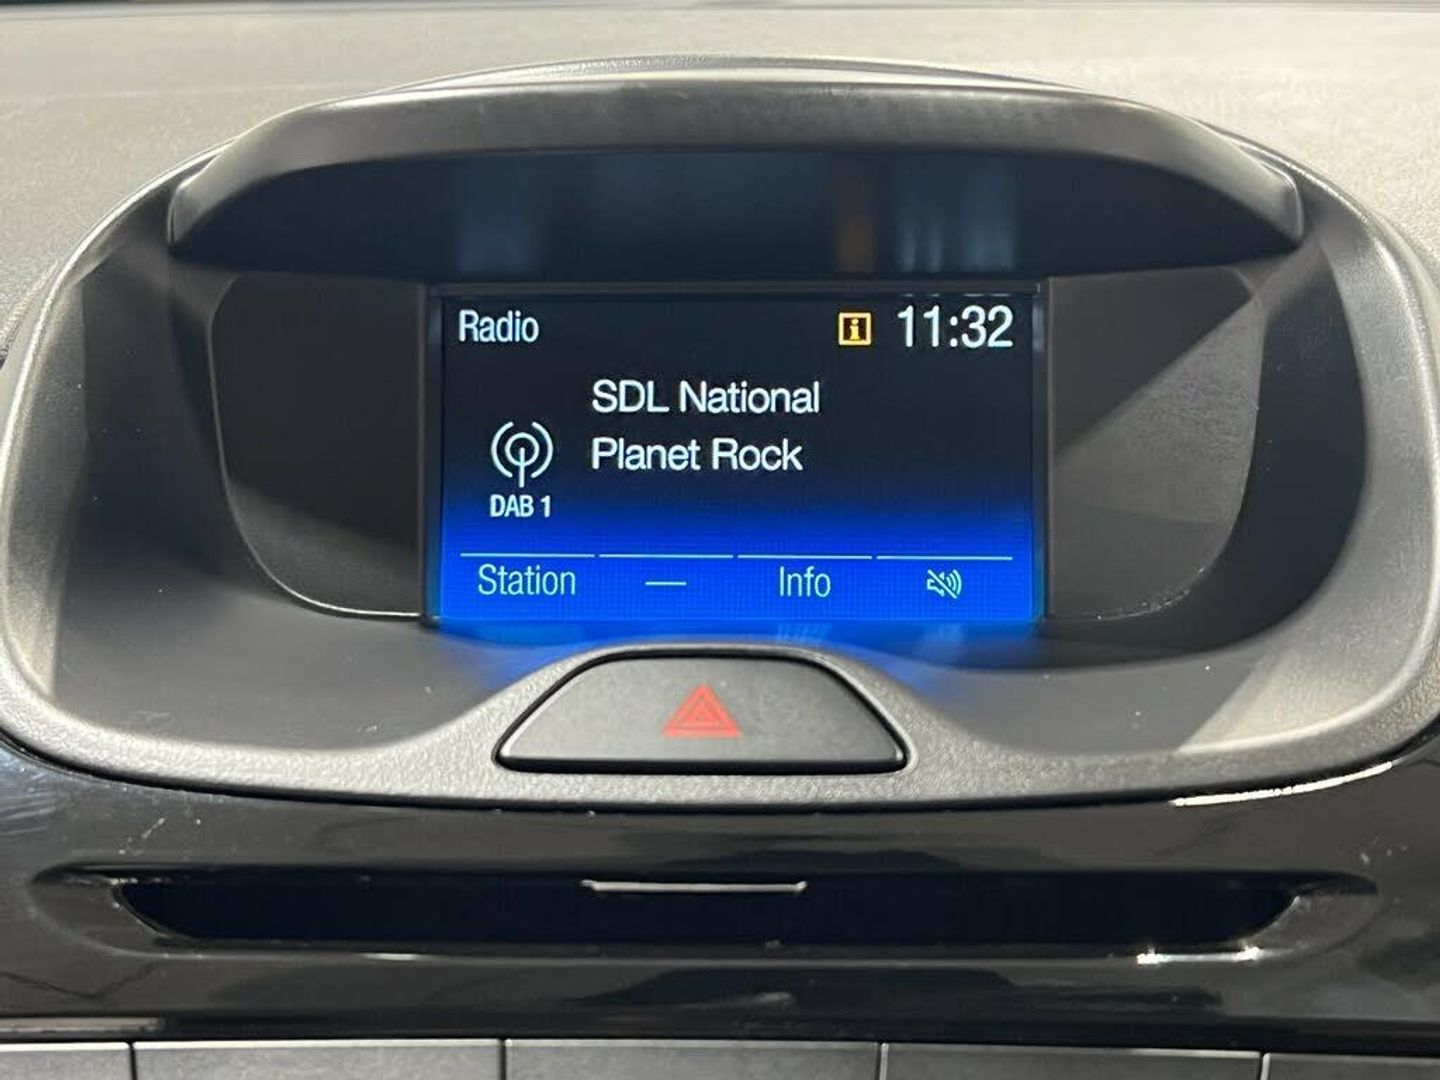 Radio 11:32
SDL National
Planet Rock
DAB 1
Station — Info